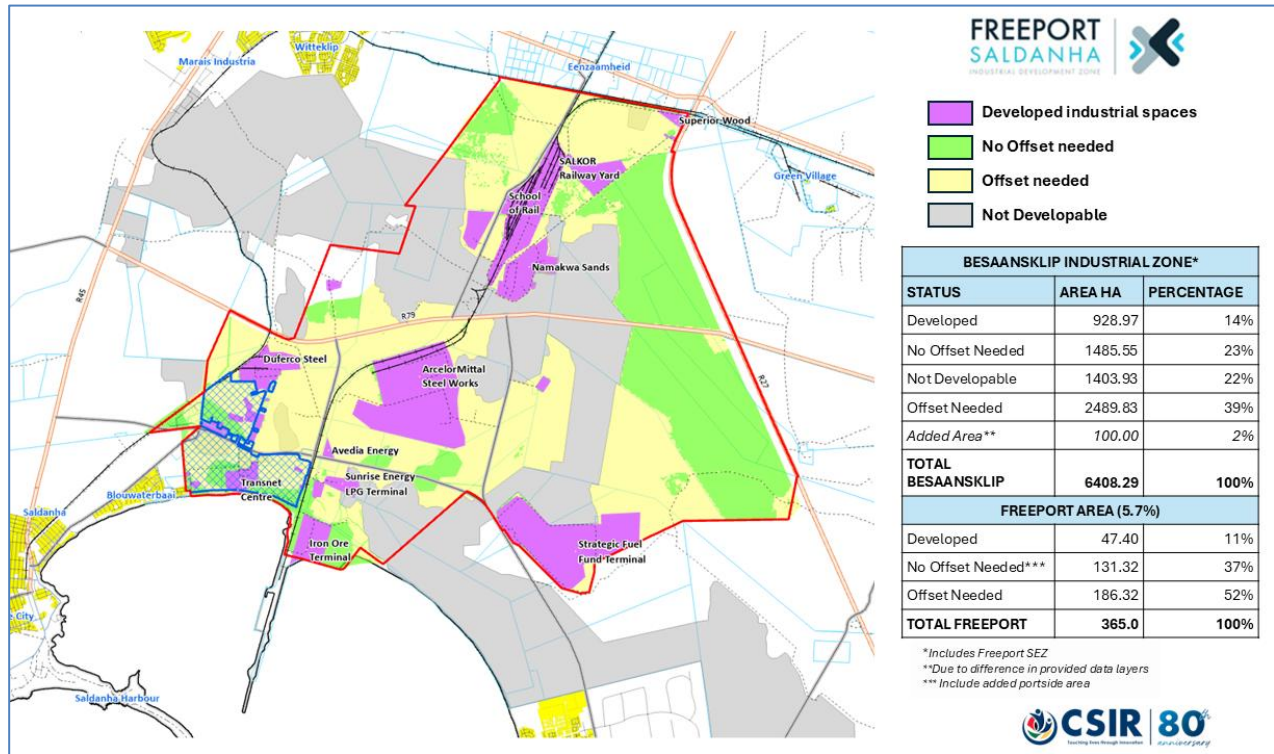 Witteklip
Marais Industria
Eenzaamheid
Superior Wood
SALKOR
Railway Yard
Green Village
School
of Rail
Namakwa Sands
R45
R79
R27
Duferco Steel
ArcelorMittal
Steel Works
Avedia Energy
Sunrise Energy
LPG Terminal
Transnet
Centre
Blouwaterbaai
Saldanha
Iron Ore
Terminal
Strategic Fuel
Fund Terminal
e City
Saldanha Harbour
FREEPORT
SALDANHA
INDUSTRIAL DEVELOPMENT ZONE
Developed industrial spaces
No Offset needed
Offset needed
Not Developable
BESAANSKLIP INDUSTRIAL ZONE*
STATUS AREA HA PERCENTAGE
Developed 928.97 14%
No Offset Needed 1485.55 23%
Not Developable 1403.93 22%
Offset Needed 2489.83 39%
Added Area** 100.00 2%
TOTAL
BESAANSKLIP 6408.29 100%
FREEPORT AREA (5.7%)
Developed 47.40 11%
No Offset Needed*** 131.32 37%
Offset Needed 186.32 52%
TOTAL FREEPORT 365.0 100%
*Includes Freeport SEZ
**Due to difference in provided data layers
*** Include added portside area
CSIR
Touching lives through innovation
80th
anniversary